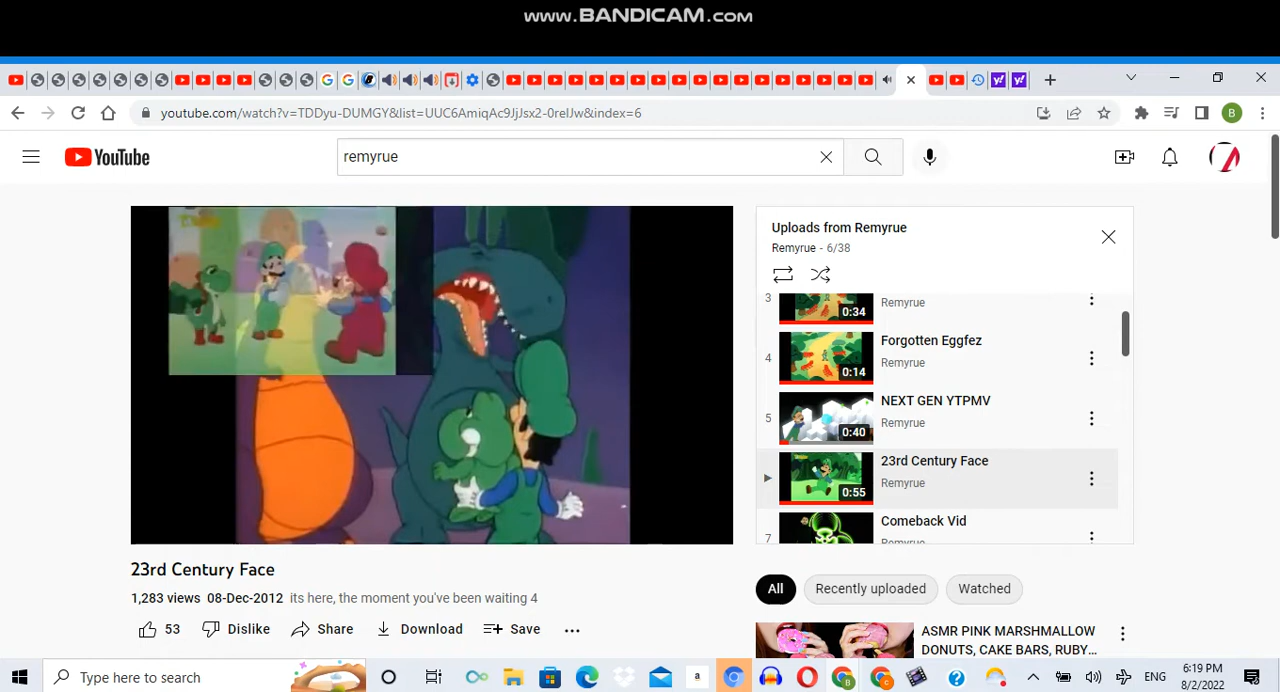 www.BANDICAM.com
youtube.com/watch?v=TDDyu-DUMGY&list=UUC6AmiqAc9JjJsx2-0relJw&index=6
B
YouTube
remyrue
Uploads from Remyrue
Remyrue - 6/38
3
0:34
Remyrue
4
0:14
Forgotten Eggfez
Remyrue
5
0:40
NEXT GEN YTPMV
Remyrue
0:55
23rd Century Face
Remyrue
7
Comeback Vid
Remyrue
23rd Century Face
1,283 views 08-Dec-2012 its here, the moment you've been waiting 4
53 Dislike Share Download Save
All Recently uploaded Watched
ASMR PINK MARSHMALLOW
DONUTS, CAKE BARS, RUBY...
Type here to search
a
B
C
ENG
6:19 PM
8/2/2022